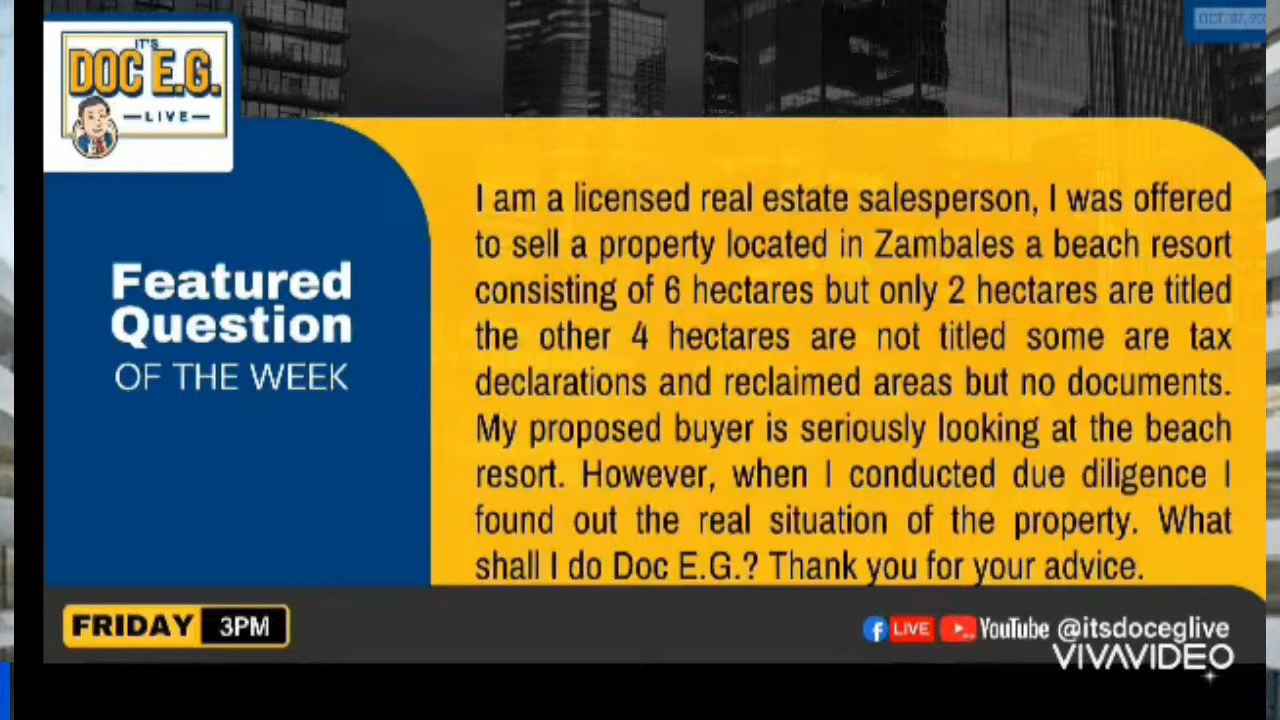 IT'S
DOC E.G.
LIVE
Featured
Question
OF THE WEEK
I am a licensed real estate salesperson, I was offered
to sell a property located in Zambales a beach resort
consisting of 6 hectares but only 2 hectares are titled
the other 4 hectares are not titled some are tax
declarations and reclaimed areas but no documents.
My proposed buyer is seriously looking at the beach
resort. However, when I conducted due diligence I
found out the real situation of the property. What
shall I do Doc E.G.? Thank you for your advice.
FRIDAY 3PM
LIVE YouTube @itsdoceglive
VIVAVIDEO